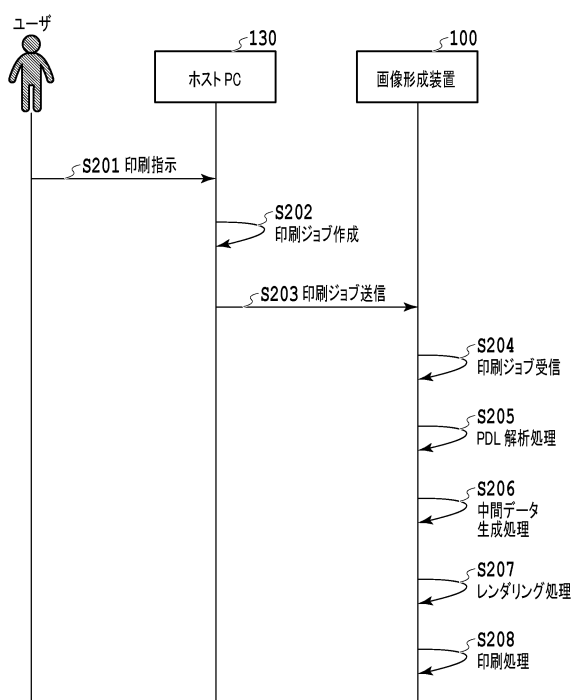 ユーザ
130
100
ホストPC
画像形成装置
S201 印刷指示
S202
印刷ジョブ作成
S203 印刷ジョブ送信
S204
印刷ジョブ受信
S205
PDL 解析処理
S206
中間データ
生成処理
S207
レンダリング処理
S208
印刷処理